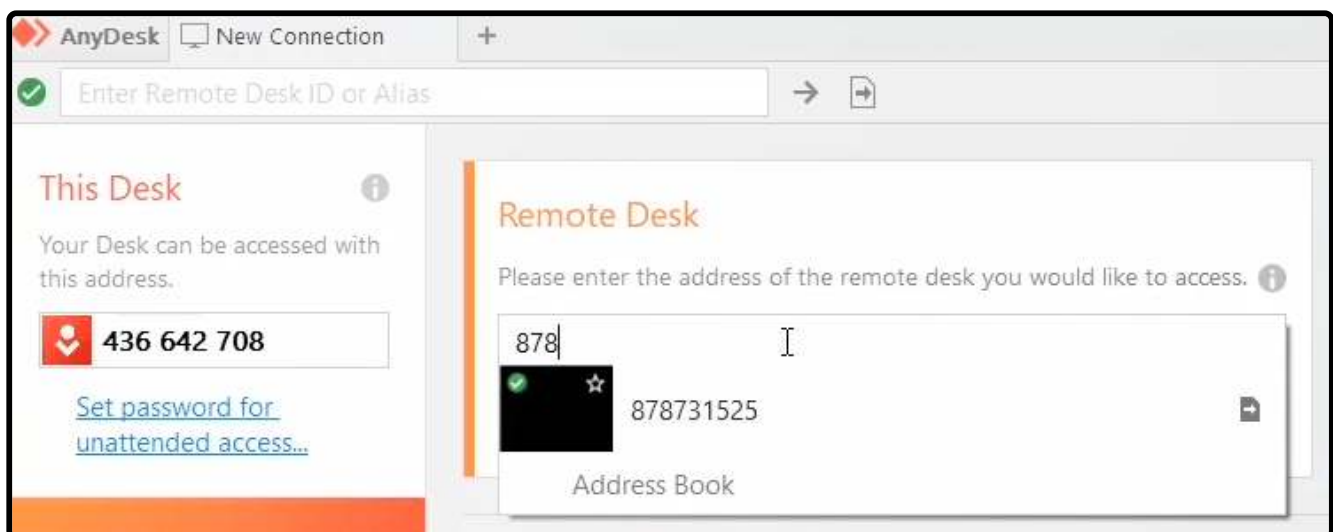 AnyDesk New Connection +
Enter Remote Desk ID or Alias
This Desk
Your Desk can be accessed with
this address.
436 642 708
Set password for
unattended access...
Remote Desk
Please enter the address of the remote desk you would like to access.
878
878731525
Address Book